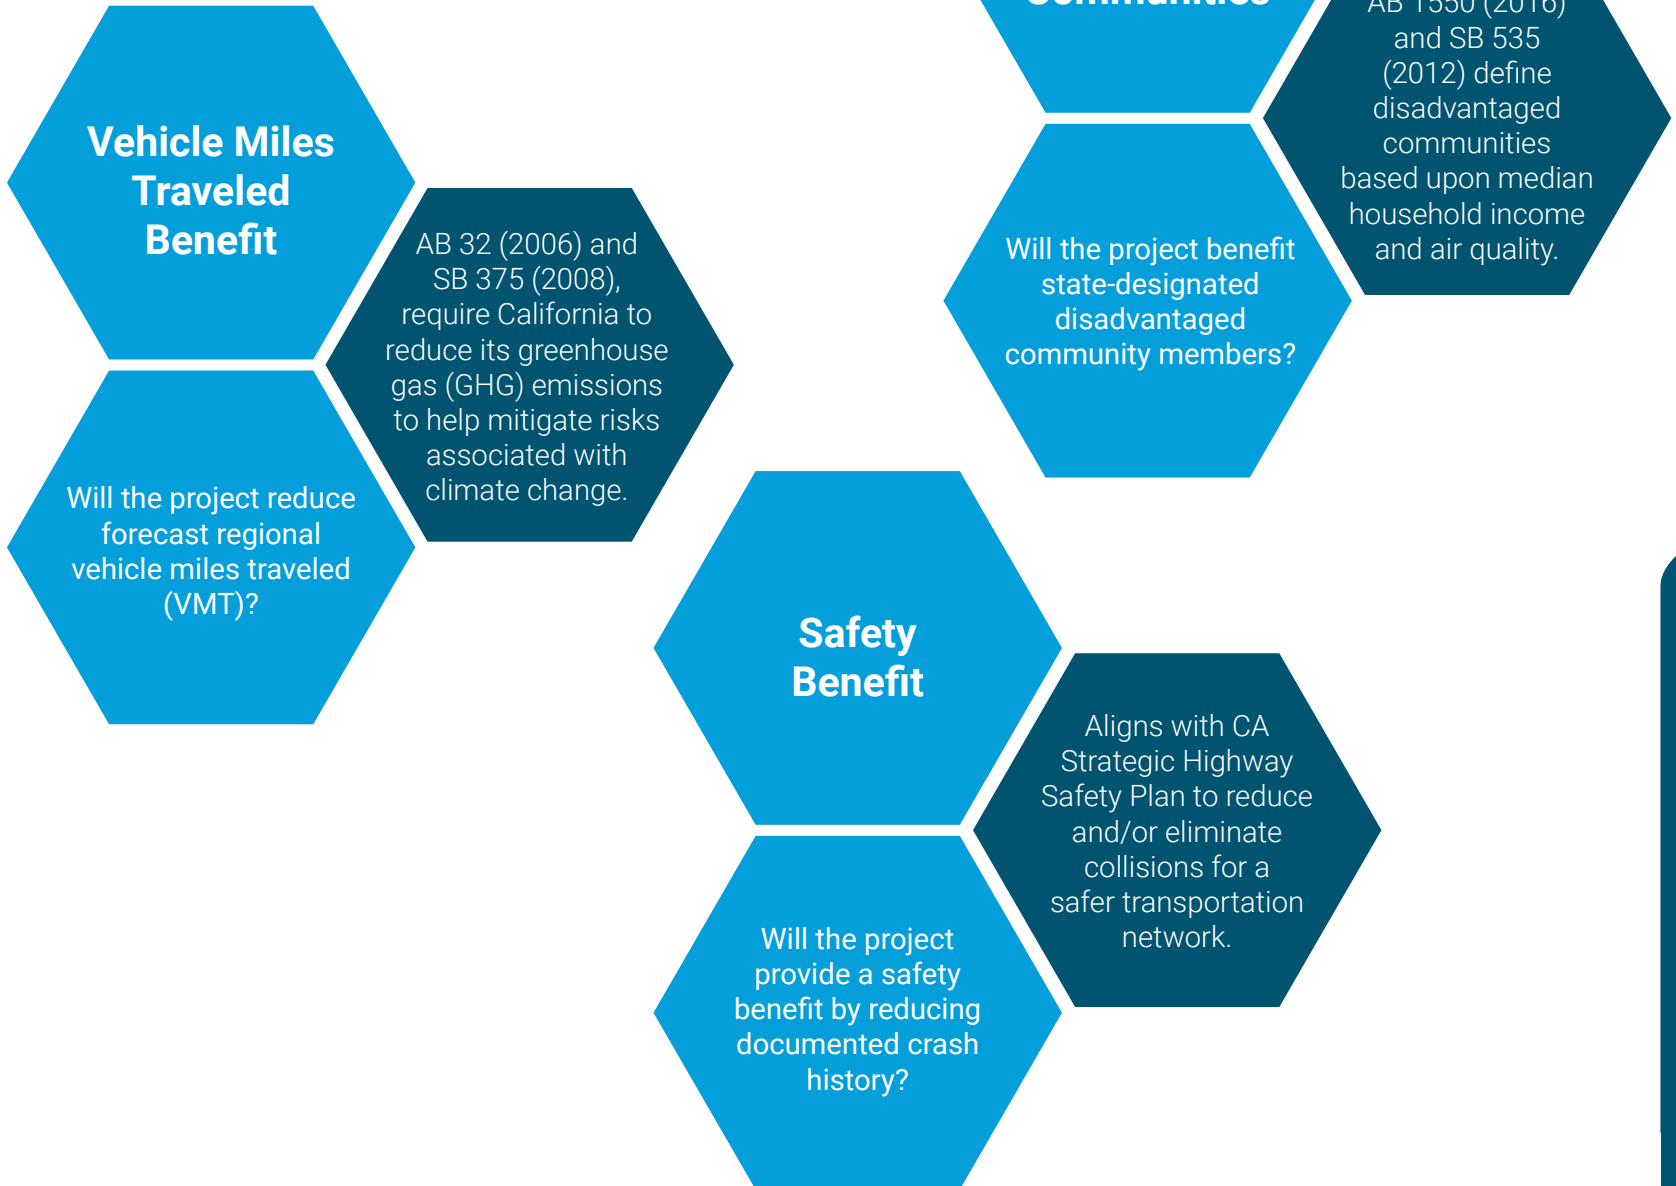 Vehicle Miles
Traveled
Benefit
AB 32 (2006) and
SB 375 (2008),
require California to
reduce its greenhouse
gas (GHG) emissions
to help mitigate risks
associated with
climate change.
Will the project reduce
forecast regional
vehicle miles traveled
(VMT)?
Communities
AB 1550 (2016)
and SB 535
(2012) define
disadvantaged
communities
based upon median
household income
and air quality.
Will the project benefit
state-designated
disadvantaged
community members?
Safety
Benefit
Aligns with CA
Strategic Highway
Safety Plan to reduce
and/or eliminate
collisions for a
safer transportation
network.
Will the project
provide a safety
benefit by reducing
documented crash
history?